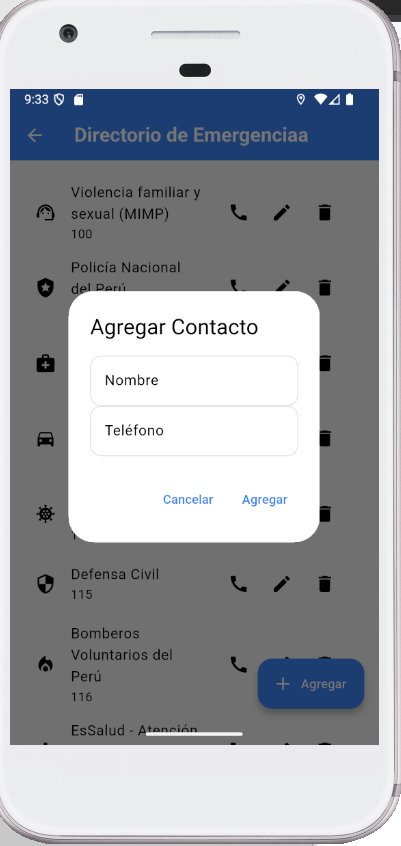 9:33
Directorio de Emergenciaa
Violencia familiar y
sexual (MIMP)
100
Policía Nacional
del Perú
Agregar Contacto
Nombre
Teléfono
Cancelar
Agregar
Defensa Civil
115
Bomberos
Voluntarios del
Perú
116
Agregar
EsSalud - Atención